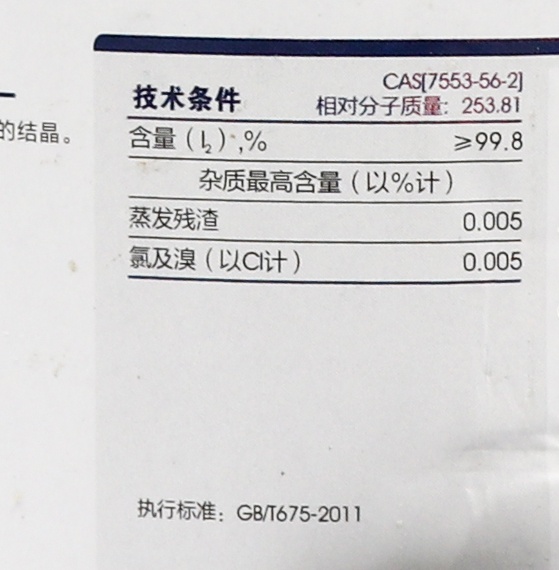 CAS[7553-56-2]
技术条件 相对分子质量: 253.81
的结晶。
含量(I₂),% ≥99.8
杂质最高含量(以%计)
蒸发残渣 0.005
氯及溴(以Cl计) 0.005
执行标准: GB/T675-2011